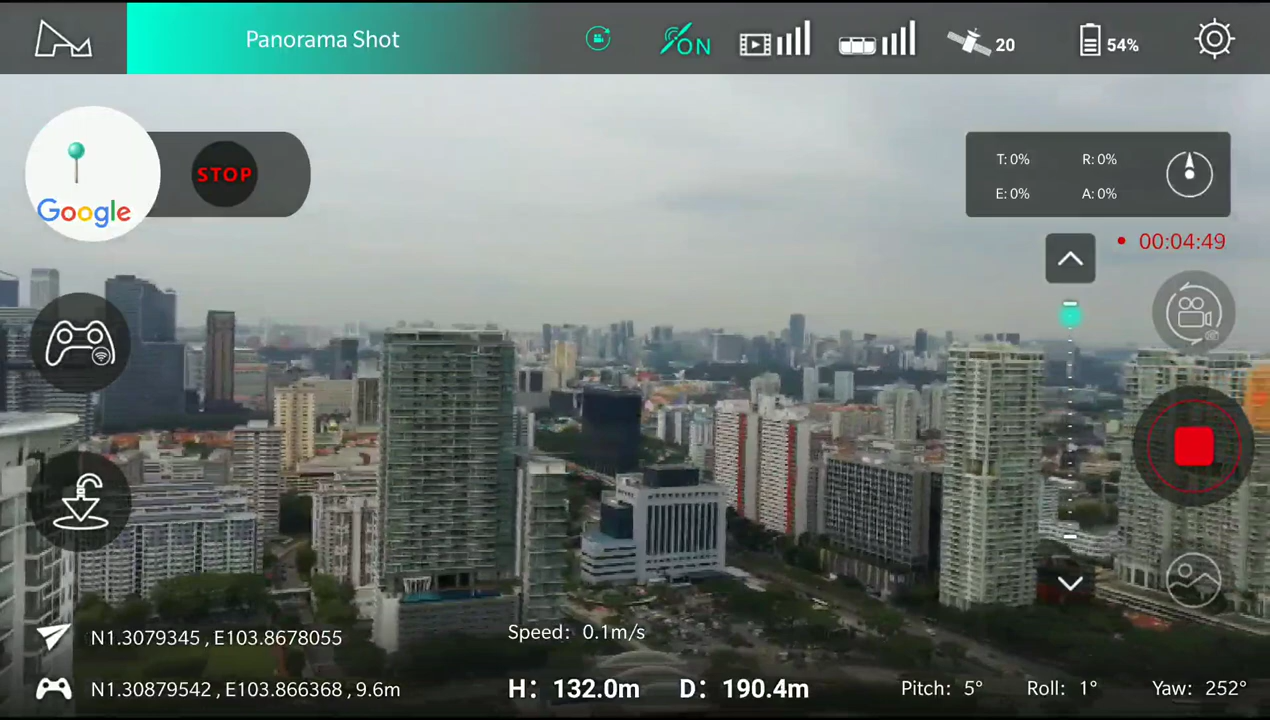 Panorama Shot
ON
20
54%
Google
STOP
T: 0% R: 0%
E: 0% A: 0%
00:04:49
N1.3079345 , E103.8678055
Speed: 0.1m/s
N1.30879542 , E103.866368 , 9.6m
H: 132.0m D: 190.4m
Pitch: 5° Roll: 1° Yaw: 252°